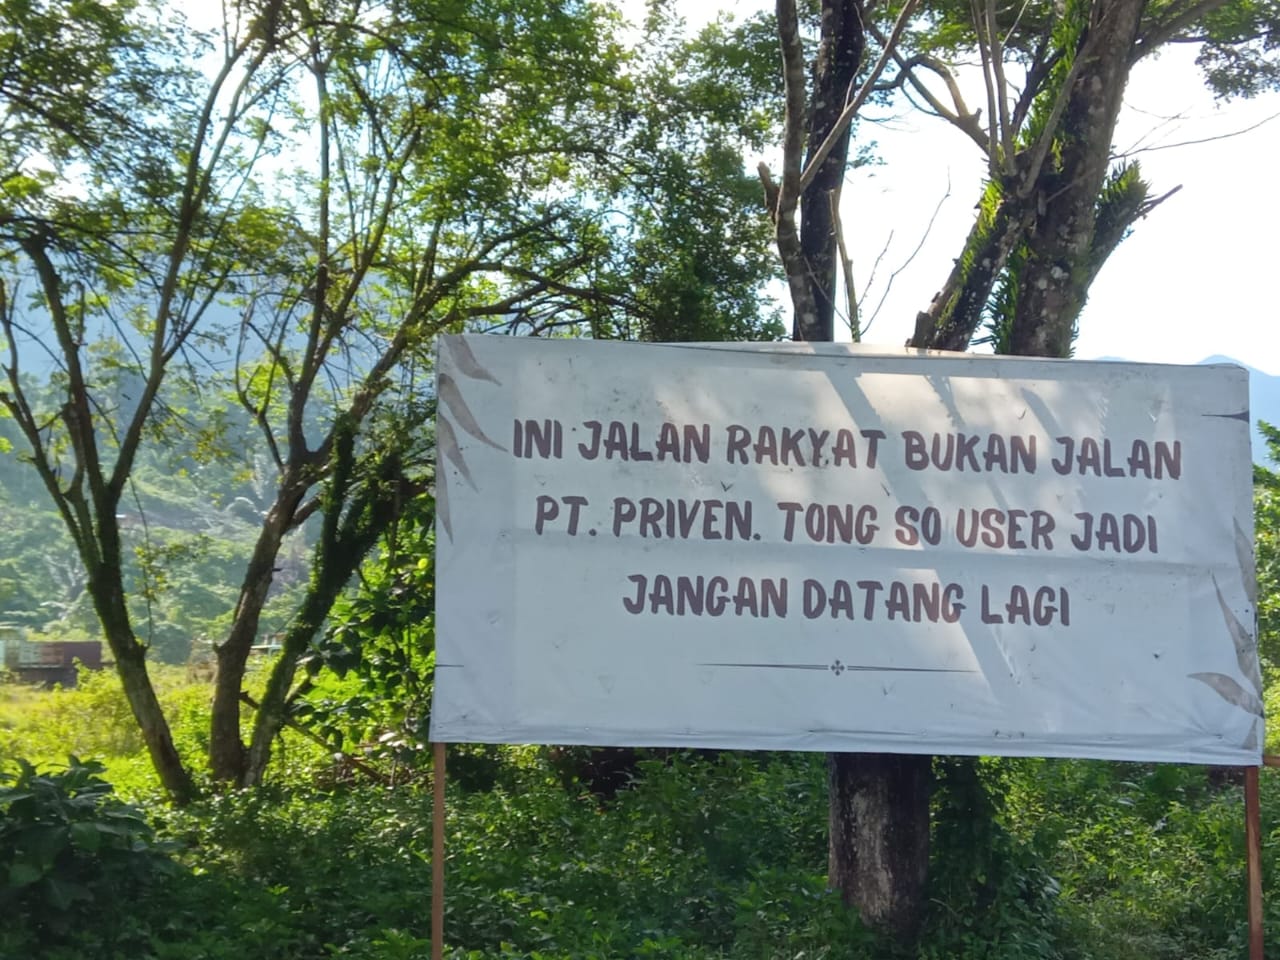 INI JALAN RAKYAT BUKAN JALAN
PT. PRIVEN. TONG SO USER JADI
JANGAN DATANG LAGI